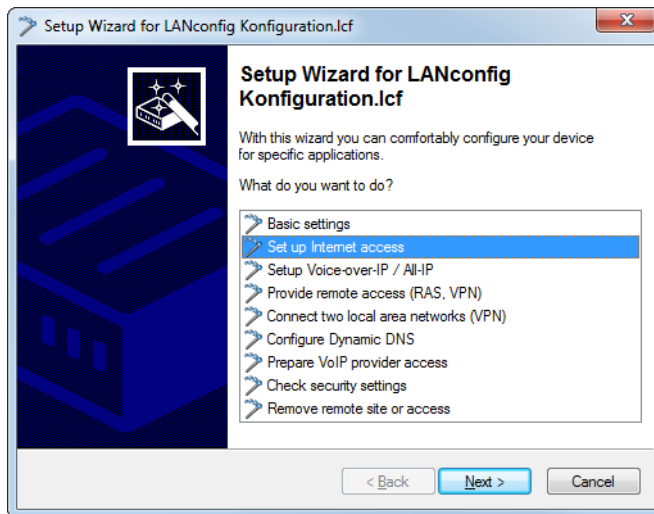 Setup Wizard for LANconfig Konfiguration.lcf
Setup Wizard for LANconfig
Konfiguration.lcf
With this wizard you can comfortably configure your device
for specific applications.
What do you want to do?
Basic settings
Set up Internet access
Setup Voice-over-IP / All-IP
Provide remote access (RAS, VPN)
Connect two local area networks (VPN)
Configure Dynamic DNS
Prepare VoIP provider access
Check security settings
Remove remote site or access
< Back
Next >
Cancel